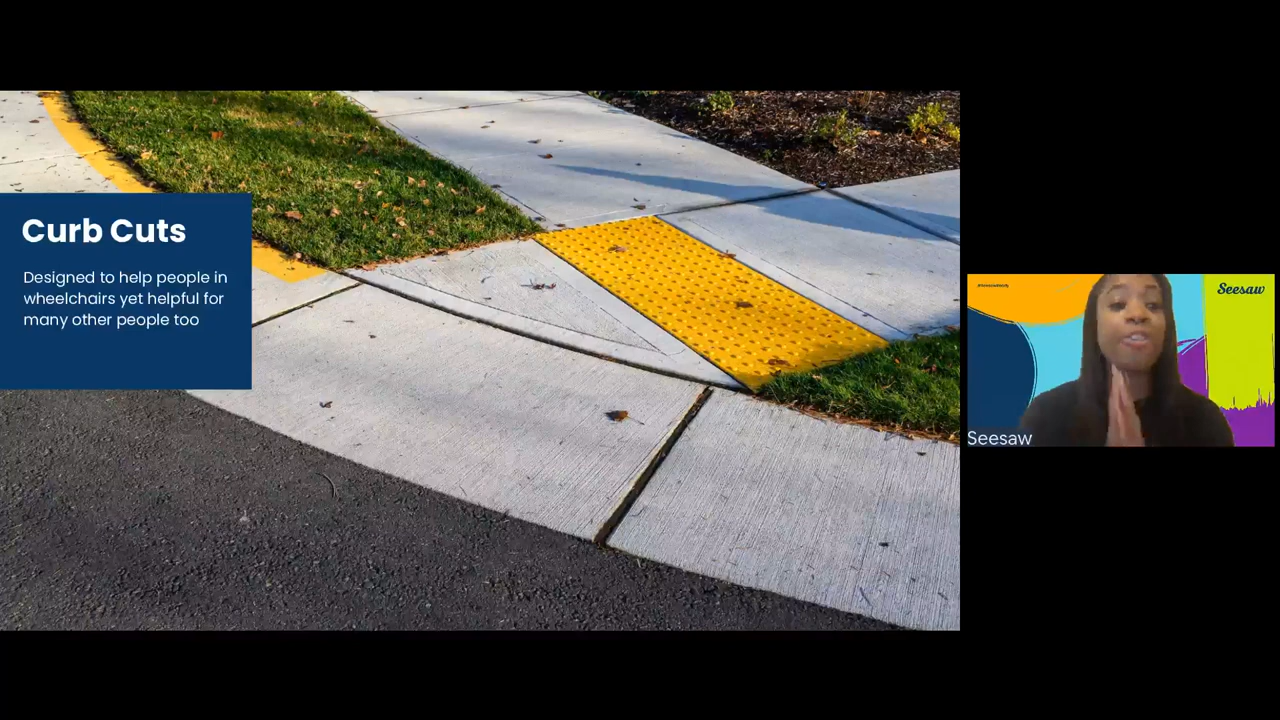 Curb Cuts
Designed to help people in
wheelchairs yet helpful for
many other people too
Seesaw
Seesaw